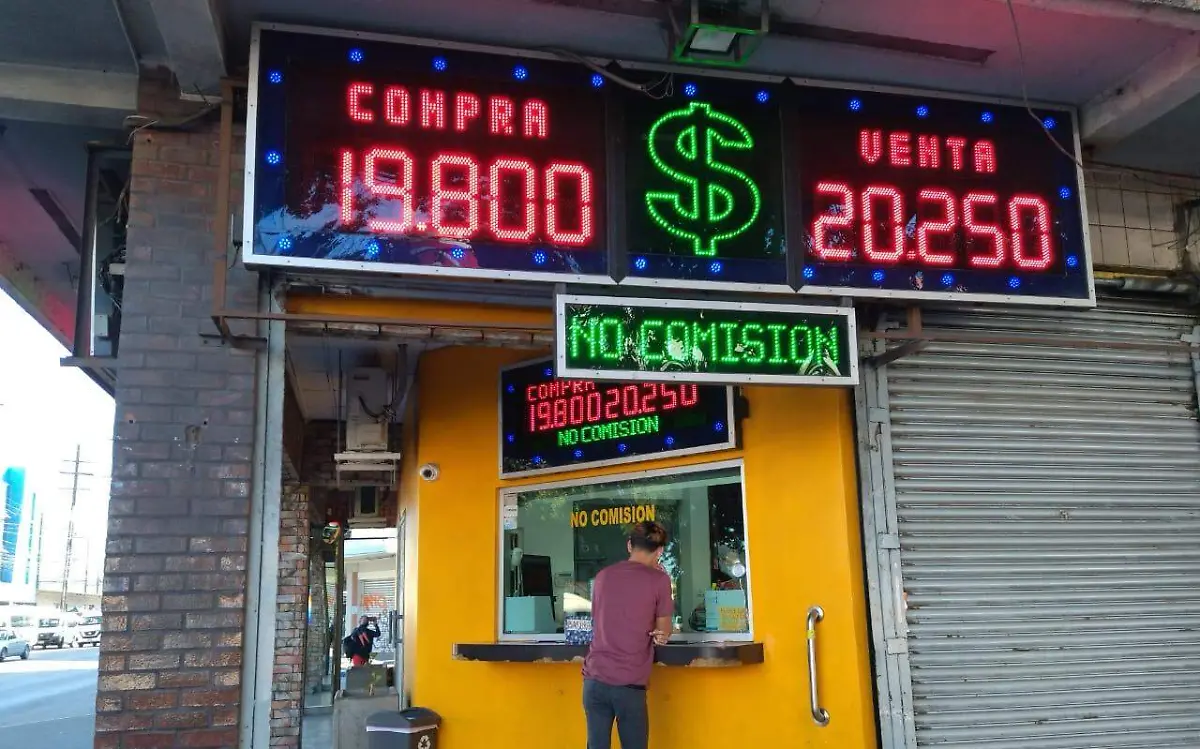 COMPRA
19.800
$
VENTA
20.250
NO COMISION
COMPRA
19.800 20.250
NO COMISION
NO COMISION